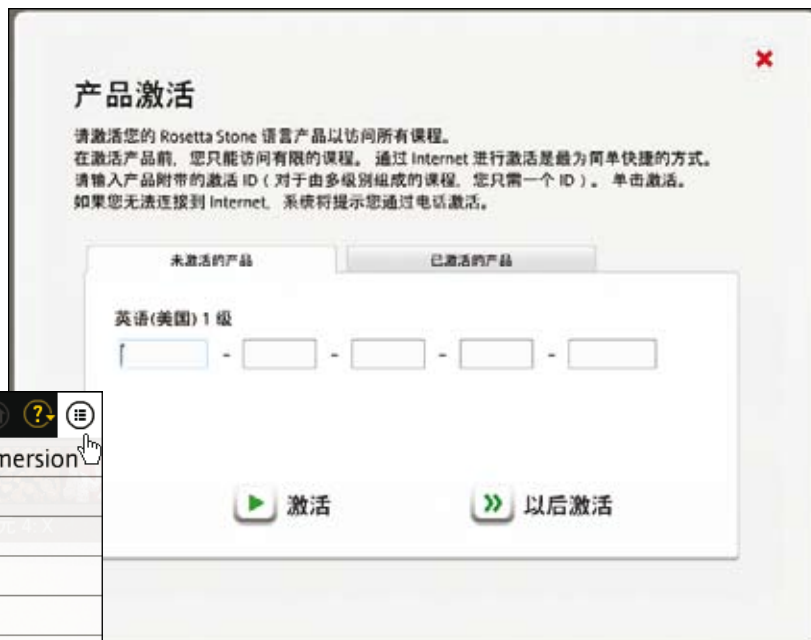 产品激活
请激活您的 Rosetta Stone 语言产品以访问所有课程。
在激活产品前，您只能访问有限的课程。 通过 Internet 进行激活是最为简单快捷的方式。
请输入产品附带的激活 ID（对于由多级别组成的课程，您只需一个 ID）。 单击激活。
如果您无法连接到 Internet，系统将提示您通过电话激活。
未激活的产品 已激活的产品
英语(美国) 1 级
- - - -
?
mersion
激活 以后激活